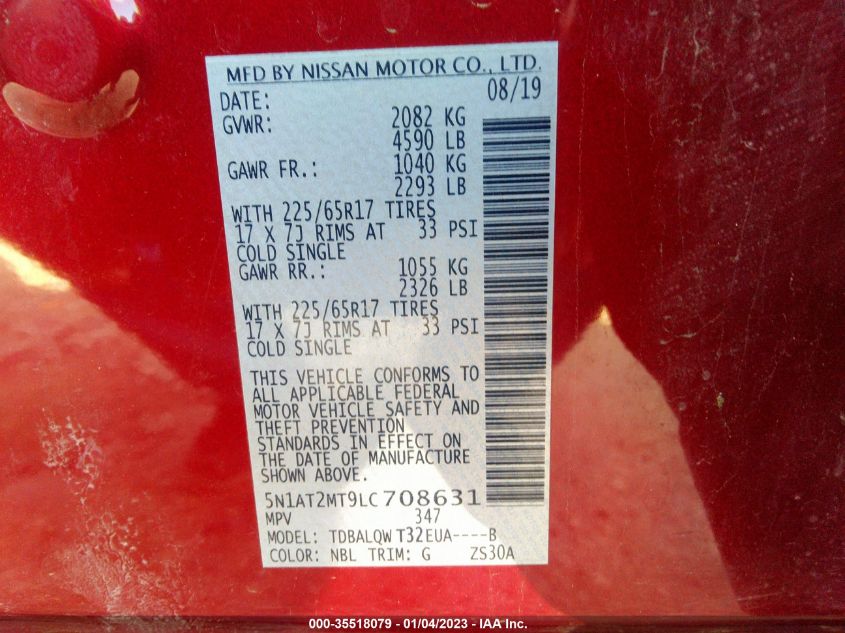 MFD BY NISSAN MOTOR CO., LTD.
DATE: 08/19
GVWR: 2082 KG
4590 LB
GAWR FR.: 1040 KG
2293 LB
WITH 225/65R17 TIRES
17 X 7J RIMS AT 33 PSI
COLD SINGLE
GAWR RR.: 1055 KG
2326 LB
WITH 225/65R17 TIRES
17 X 7J RIMS AT 33 PSI
COLD SINGLE
THIS VEHICLE CONFORMS TO
ALL APPLICABLE FEDERAL
MOTOR VEHICLE SAFETY AND
THEFT PREVENTION
STANDARDS IN EFFECT ON
THE DATE OF MANUFACTURE
SHOWN ABOVE.
5N1AT2MT9LC708631
MPV 347
MODEL: TDBALQW T32EUA----B
COLOR: NBL TRIM: G ZS30A
000-35518079 - 01/04/2023 - IAA Inc.